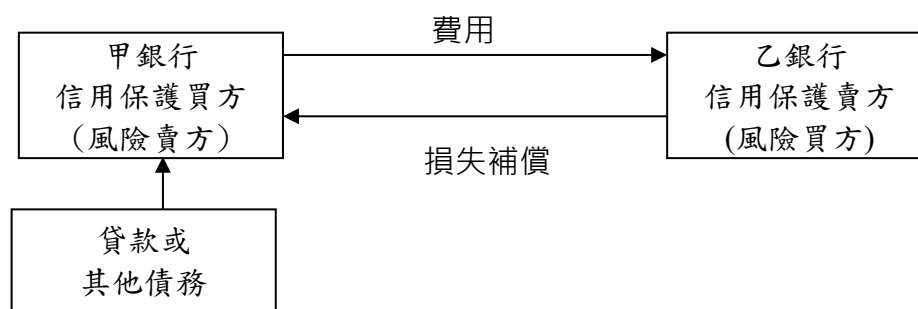 費用
甲銀行
信用保護買方
（風險賣方）
乙銀行
信用保護賣方
(風險買方)
損失補償
貸款或
其他債務